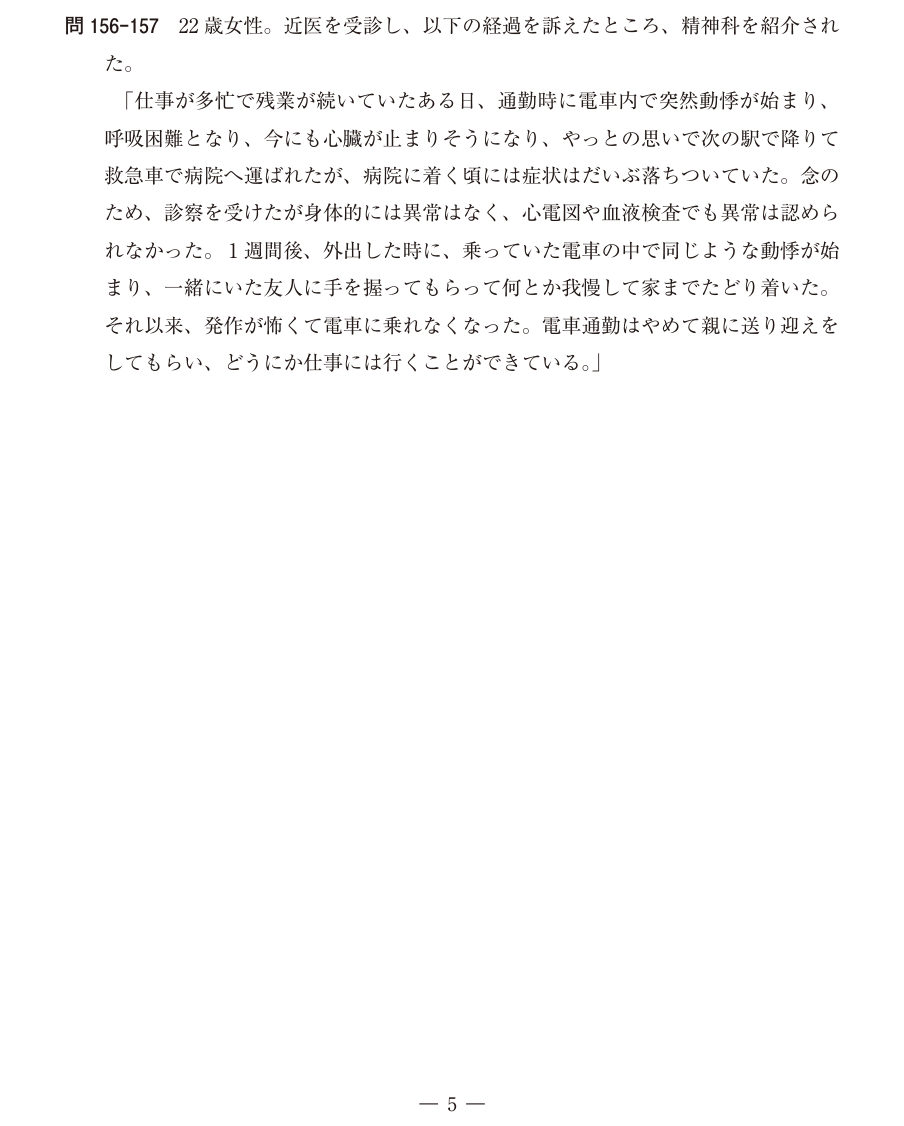 問 156-157　22 歳女性。近医を受診し、以下の経過を訴えたところ、精神科を紹介され
た。
「仕事が多忙で残業が続いていたある日、通勤時に電車内で突然動悸が始まり、
呼吸困難となり、今にも心臓が止まりそうになり、やっとの思いで次の駅で降りて
救急車で病院へ運ばれたが、病院に着く頃には症状はだいぶ落ちついていた。念の
ため、診察を受けたが身体的には異常はなく、心電図や血液検査でも異常は認めら
れなかった。１週間後、外出した時に、乗っていた電車の中で同じような動悸が始
まり、一緒にいた友人に手を握ってもらって何とか我慢して家までたどり着いた。
それ以来、発作が怖くて電車に乗れなくなった。電車通勤はやめて親に送り迎えを
してもらい、どうにか仕事には行くことができている。」
― 5 ―